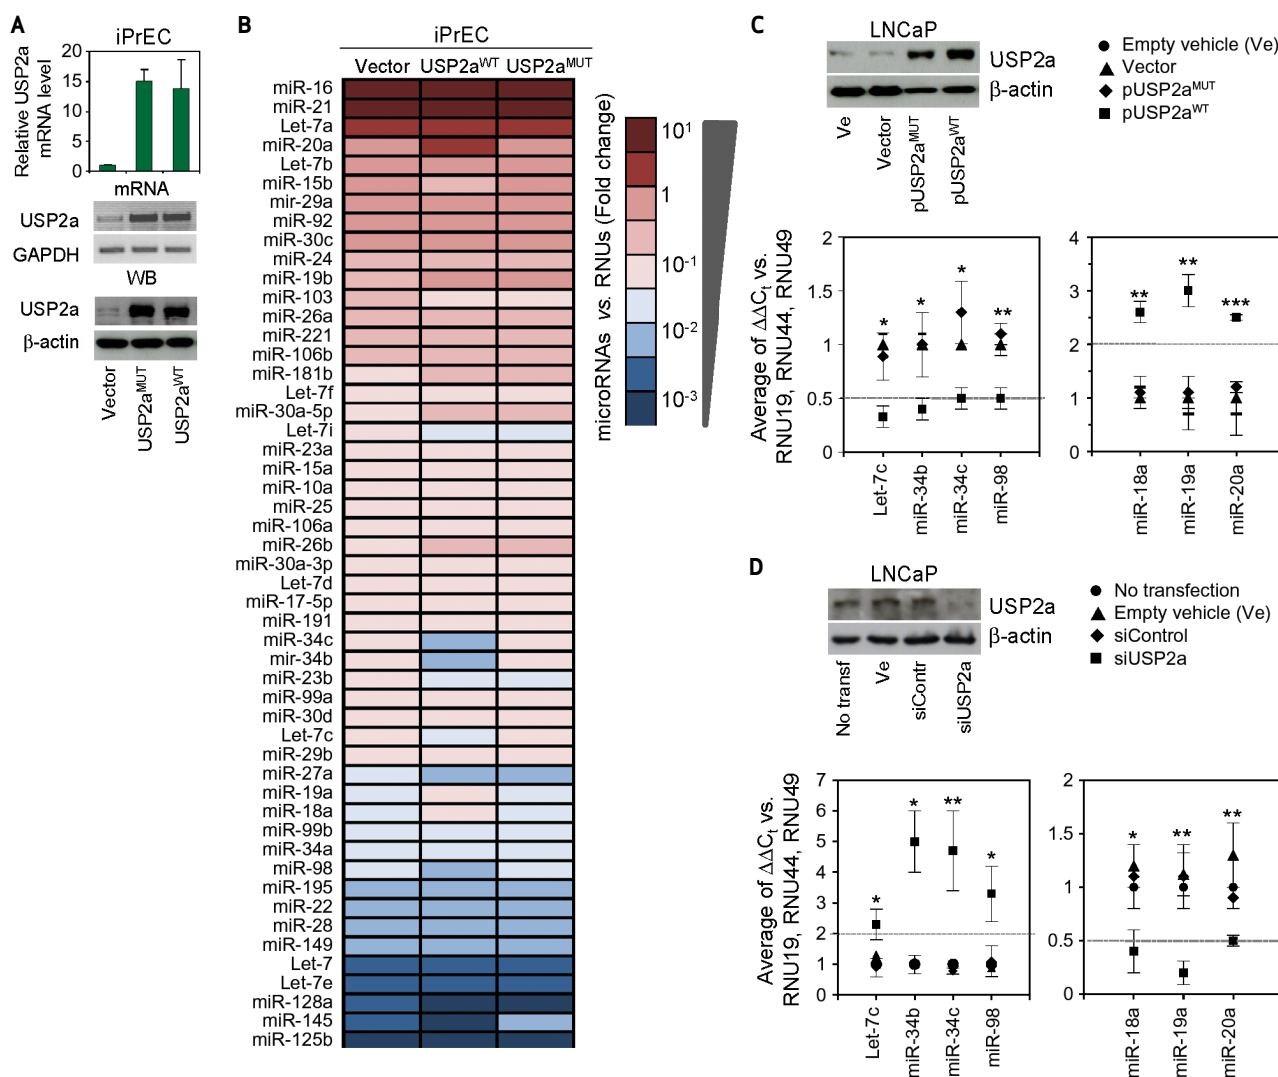 A
iPrEC
Relative USP2a
mRNA level
20
15
10
5
0
mRNA
USP2a
GAPDH
WB
USP2a
β-actin
Vector
USP2aMUT
USP2aWT
B
iPrEC
Vector USP2aWT USP2aMUT
miR-16
miR-21
Let-7a
miR-20a
Let-7b
miR-15b
mir-29a
miR-92
miR-30c
miR-24
miR-19b
miR-103
miR-26a
miR-221
miR-106b
miR-181b
Let-7f
miR-30a-5p
Let-7i
miR-23a
miR-15a
miR-10a
miR-25
miR-106a
miR-26b
miR-30a-3p
Let-7d
miR-17-5p
miR-191
miR-34c
mir-34b
miR-23b
miR-99a
miR-30d
Let-7c
miR-29b
miR-27a
miR-19a
miR-18a
miR-99b
miR-34a
miR-98
miR-195
miR-22
miR-28
miR-149
Let-7
Let-7e
miR-128a
miR-145
miR-125b
microRNAs vs. RNUs (Fold change)
10¹
1
10⁻¹
10⁻²
10⁻³
C
LNCaP
USP2a
β-actin
Ve
Vector
pUSP2aMUT
pUSP2aWT
Empty vehicle (Ve)
Vector
pUSP2aMUT
pUSP2aWT
Average of ΔΔCt vs.
RNU19, RNU44, RNU49
2
1.5
1
0.5
0
* * * **
Let-7c
miR-34b
miR-34c
miR-98
4
3
2
1
0
** ** ***
miR-18a
miR-19a
miR-20a
D
LNCaP
USP2a
β-actin
No transf
Ve
siContr
siUSP2a
No transfection
Empty vehicle (Ve)
siControl
siUSP2a
Average of ΔΔCt vs.
RNU19, RNU44, RNU49
7
6
5
4
3
2
1
0
* * ** *
Let-7c
miR-34b
miR-34c
miR-98
2
1.5
1
0.5
0
* ** **
miR-18a
miR-19a
miR-20a